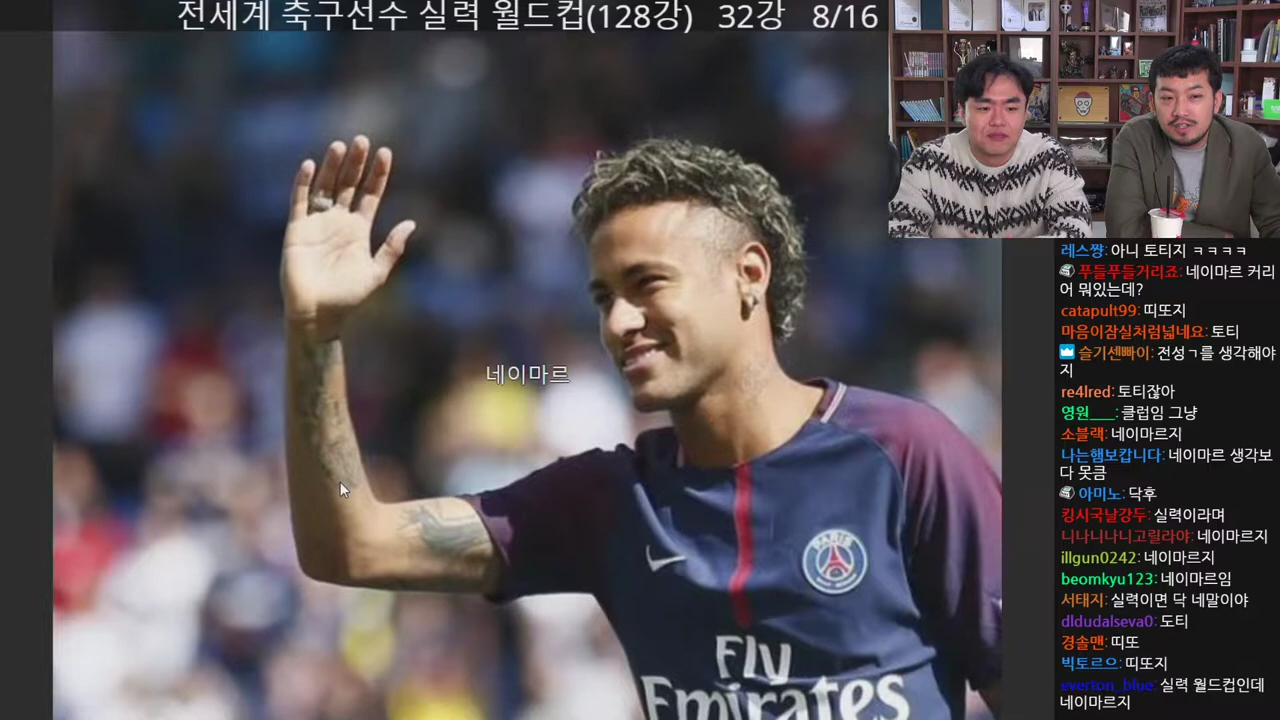 전세계 축구선수 실력 월드컵(128강) 32강 8/16
네이마르
PARIS
Fly
Emirates
레스쨩: 아니 토티지 ㅋㅋㅋㅋ
푸들푸들거리죠: 네이마르 커리
어 뭐있는데?
catapult99: 띠또지
마음이잠실처럼넓네요: 토티
슬기센빠이: 전성ㄱ를 생각해야
지
re4lred: 토티잖아
영원___: 클럽임 그냥
소블랙: 네이마르지
나는햄보캅니다: 네이마르 생각보
다 못큼
아미노: 닥후
킹시국날강두: 실력이라며
니나니나니고릴라야: 네이마르지
illgun0242: 네이마르지
beomkyu123: 네이마르임
서태지: 실력이면 닥 네말이야
dldudalseva0: 도티
경솔맨: 띠또
빅토르으: 띠또지
everton_blue: 실력 월드컵인데
네이마르지